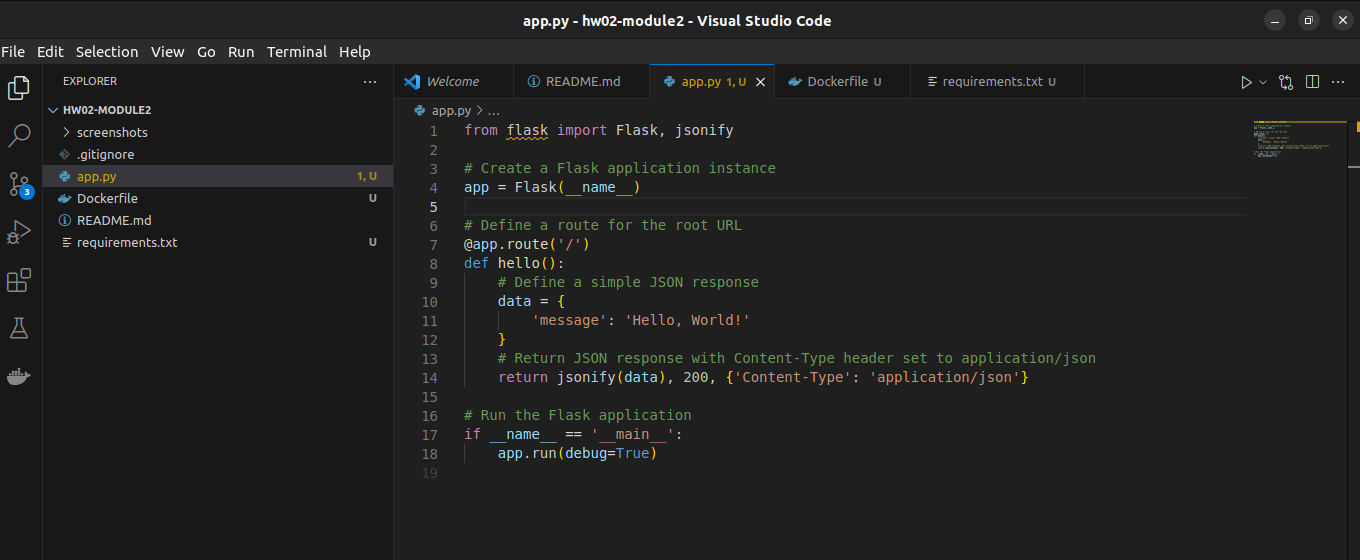 app.py - hw02-module2 - Visual Studio Code
File Edit Selection View Go Run Terminal Help
EXPLORER ···
HW02-MODULE2
screenshots
.gitignore
app.py 1, U
Dockerfile U
README.md
requirements.txt U
3
Welcome README.md app.py 1, U Dockerfile U requirements.txt U ···
app.py > ...
1 from flask import Flask, jsonify
2
3 # Create a Flask application instance
4 app = Flask(__name__)
5
6 # Define a route for the root URL
7 @app.route('/')
8 def hello():
9     # Define a simple JSON response
10     data = {
11         'message': 'Hello, World!'
12     }
13     # Return JSON response with Content-Type header set to application/json
14     return jsonify(data), 200, {'Content-Type': 'application/json'}
15
16 # Run the Flask application
17 if __name__ == '__main__':
18     app.run(debug=True)
19